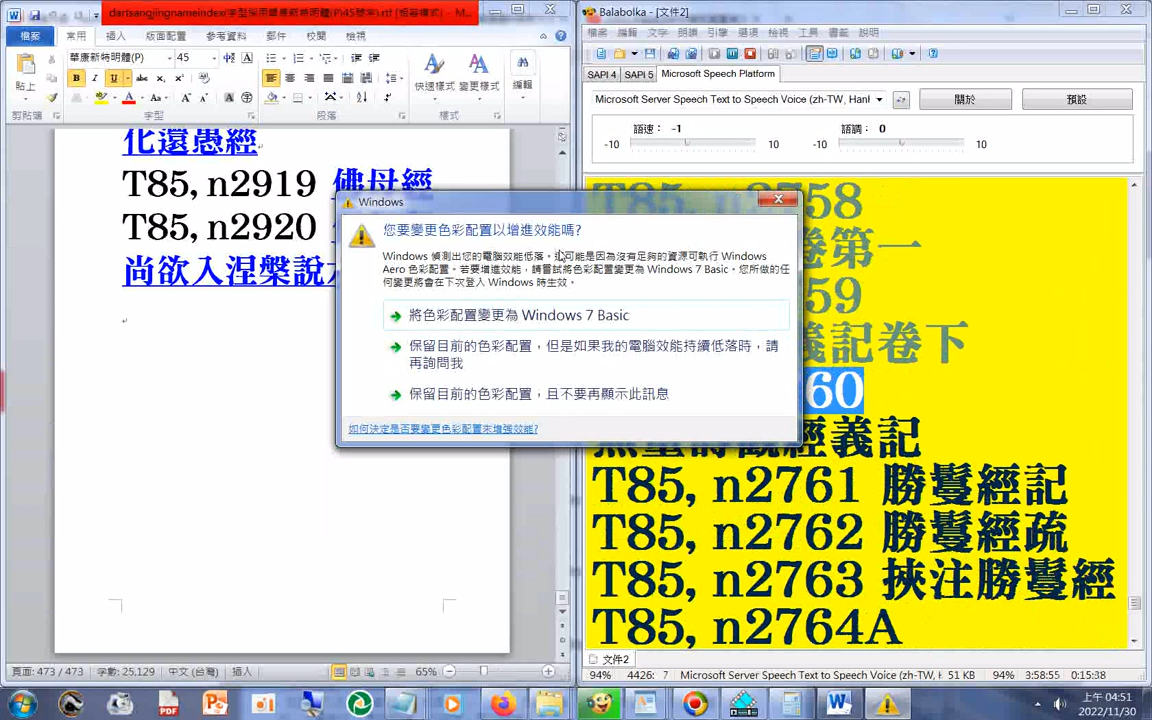 dartsangjingnameindex字型採用華康新特明體(P)45號字).rtf [相容模式] - M...
檔案 常用 插入 版面配置 參考資料 郵件 校閱 檢視
華康新特明體(P) 45
貼上
B I U abc x₂ x²
快速樣式 變更樣式 編輯
剪貼簿 字型 段落 樣式
化還愚經
T85, n2919 佛母經
T85, n2920
尚欲入涅槃說
頁面: 473 / 473 字數: 25,129 中文 (台灣) 插入 65%
Windows
您要變更色彩配置以增進效能嗎?
Windows 偵測出您的電腦效能低落。這可能是因為沒有足夠的資源可執行 Windows
Aero 色彩配置。若要增進效能，請嘗試將色彩配置變更為 Windows 7 Basic。您所做的任
何變更將會在下次登入 Windows 時生效。
將色彩配置變更為 Windows 7 Basic
保留目前的色彩配置，但是如果我的電腦效能持續低落時，請
再詢問我
保留目前的色彩配置，且不要再顯示此訊息
如何決定是否要變更色彩配置來增強效能?
Balabolka - [文件2]
檔案 編輯 文字 朗讀 引擎 選項 檢視 工具 書籤 說明
SAPI 4 SAPI 5 Microsoft Speech Platform
Microsoft Server Speech Text to Speech Voice (zh-TW, Hanl
關於 預設
語速： -1 語調： 0
-10 10 -10 10
758
卷第一
59
義記卷下
60
無量壽觀經義記
T85, n2761 勝鬘經記
T85, n2762 勝鬘經疏
T85, n2763 挾注勝鬘經
T85, n2764A
文件2
94% 4426: 7 Microsoft Server Speech Text to Speech Voice (zh-TW, H 51 KB 94% 3:58:55 0:15:38
上午 04:51
2022/11/30